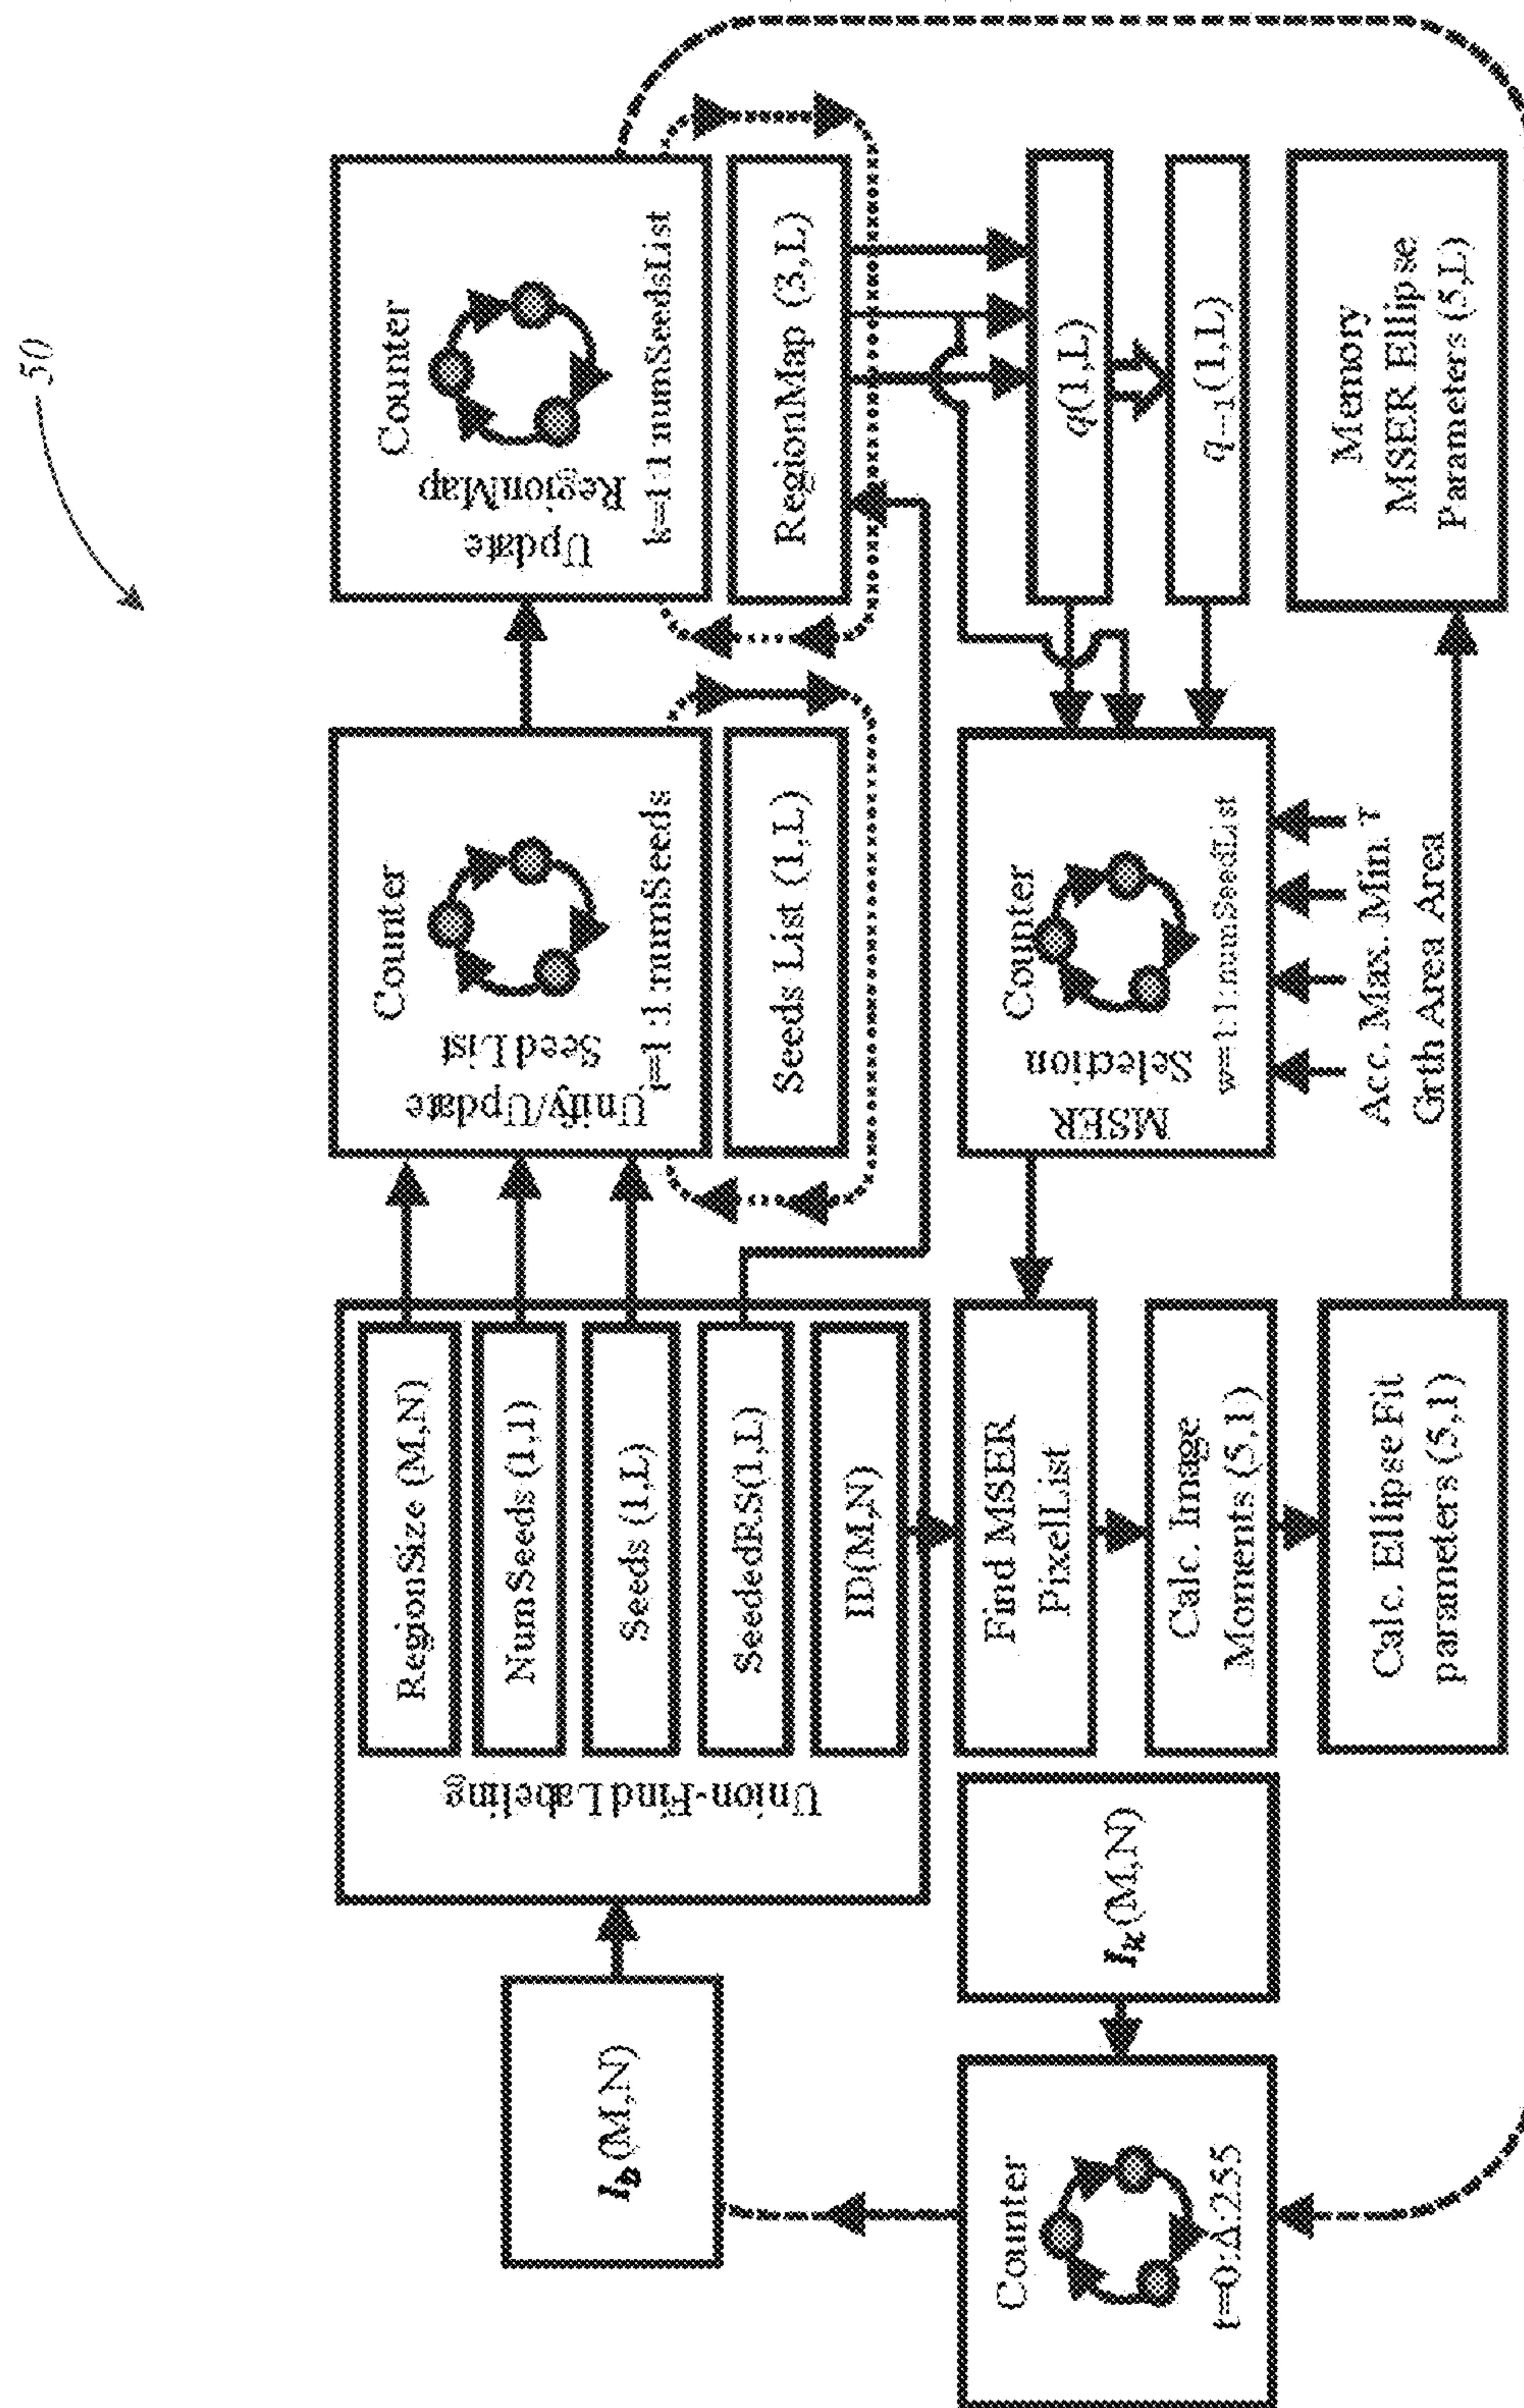 50
I_b (M,N)
Counter
t=0:Δ:255
I_k (M,N)
Union-Find Labeling
RegionSize (M,N)
NumSeeds (1,1)
Seeds (1,L)
SeededRS(1,L)
ID(M,N)
Find MSER
PixelList
Calc. Image
Moments (5,1)
Calc. Ellipse Fit
parameters (5,1)
Unify/Update
Seed List
Counter
i=1:1:numSeeds
Seeds List (1,L)
MSER
Selection
Counter
w=1:1:numSeedList
Acc. Max. Min. T
Grth Area Area
Update
RegionMap
Counter
k=1:1:numSeedsList
RegionMap (3,L)
q(1,L)
q₋₁(1,L)
Memory
MSER Ellipse
Parameters (5,L)